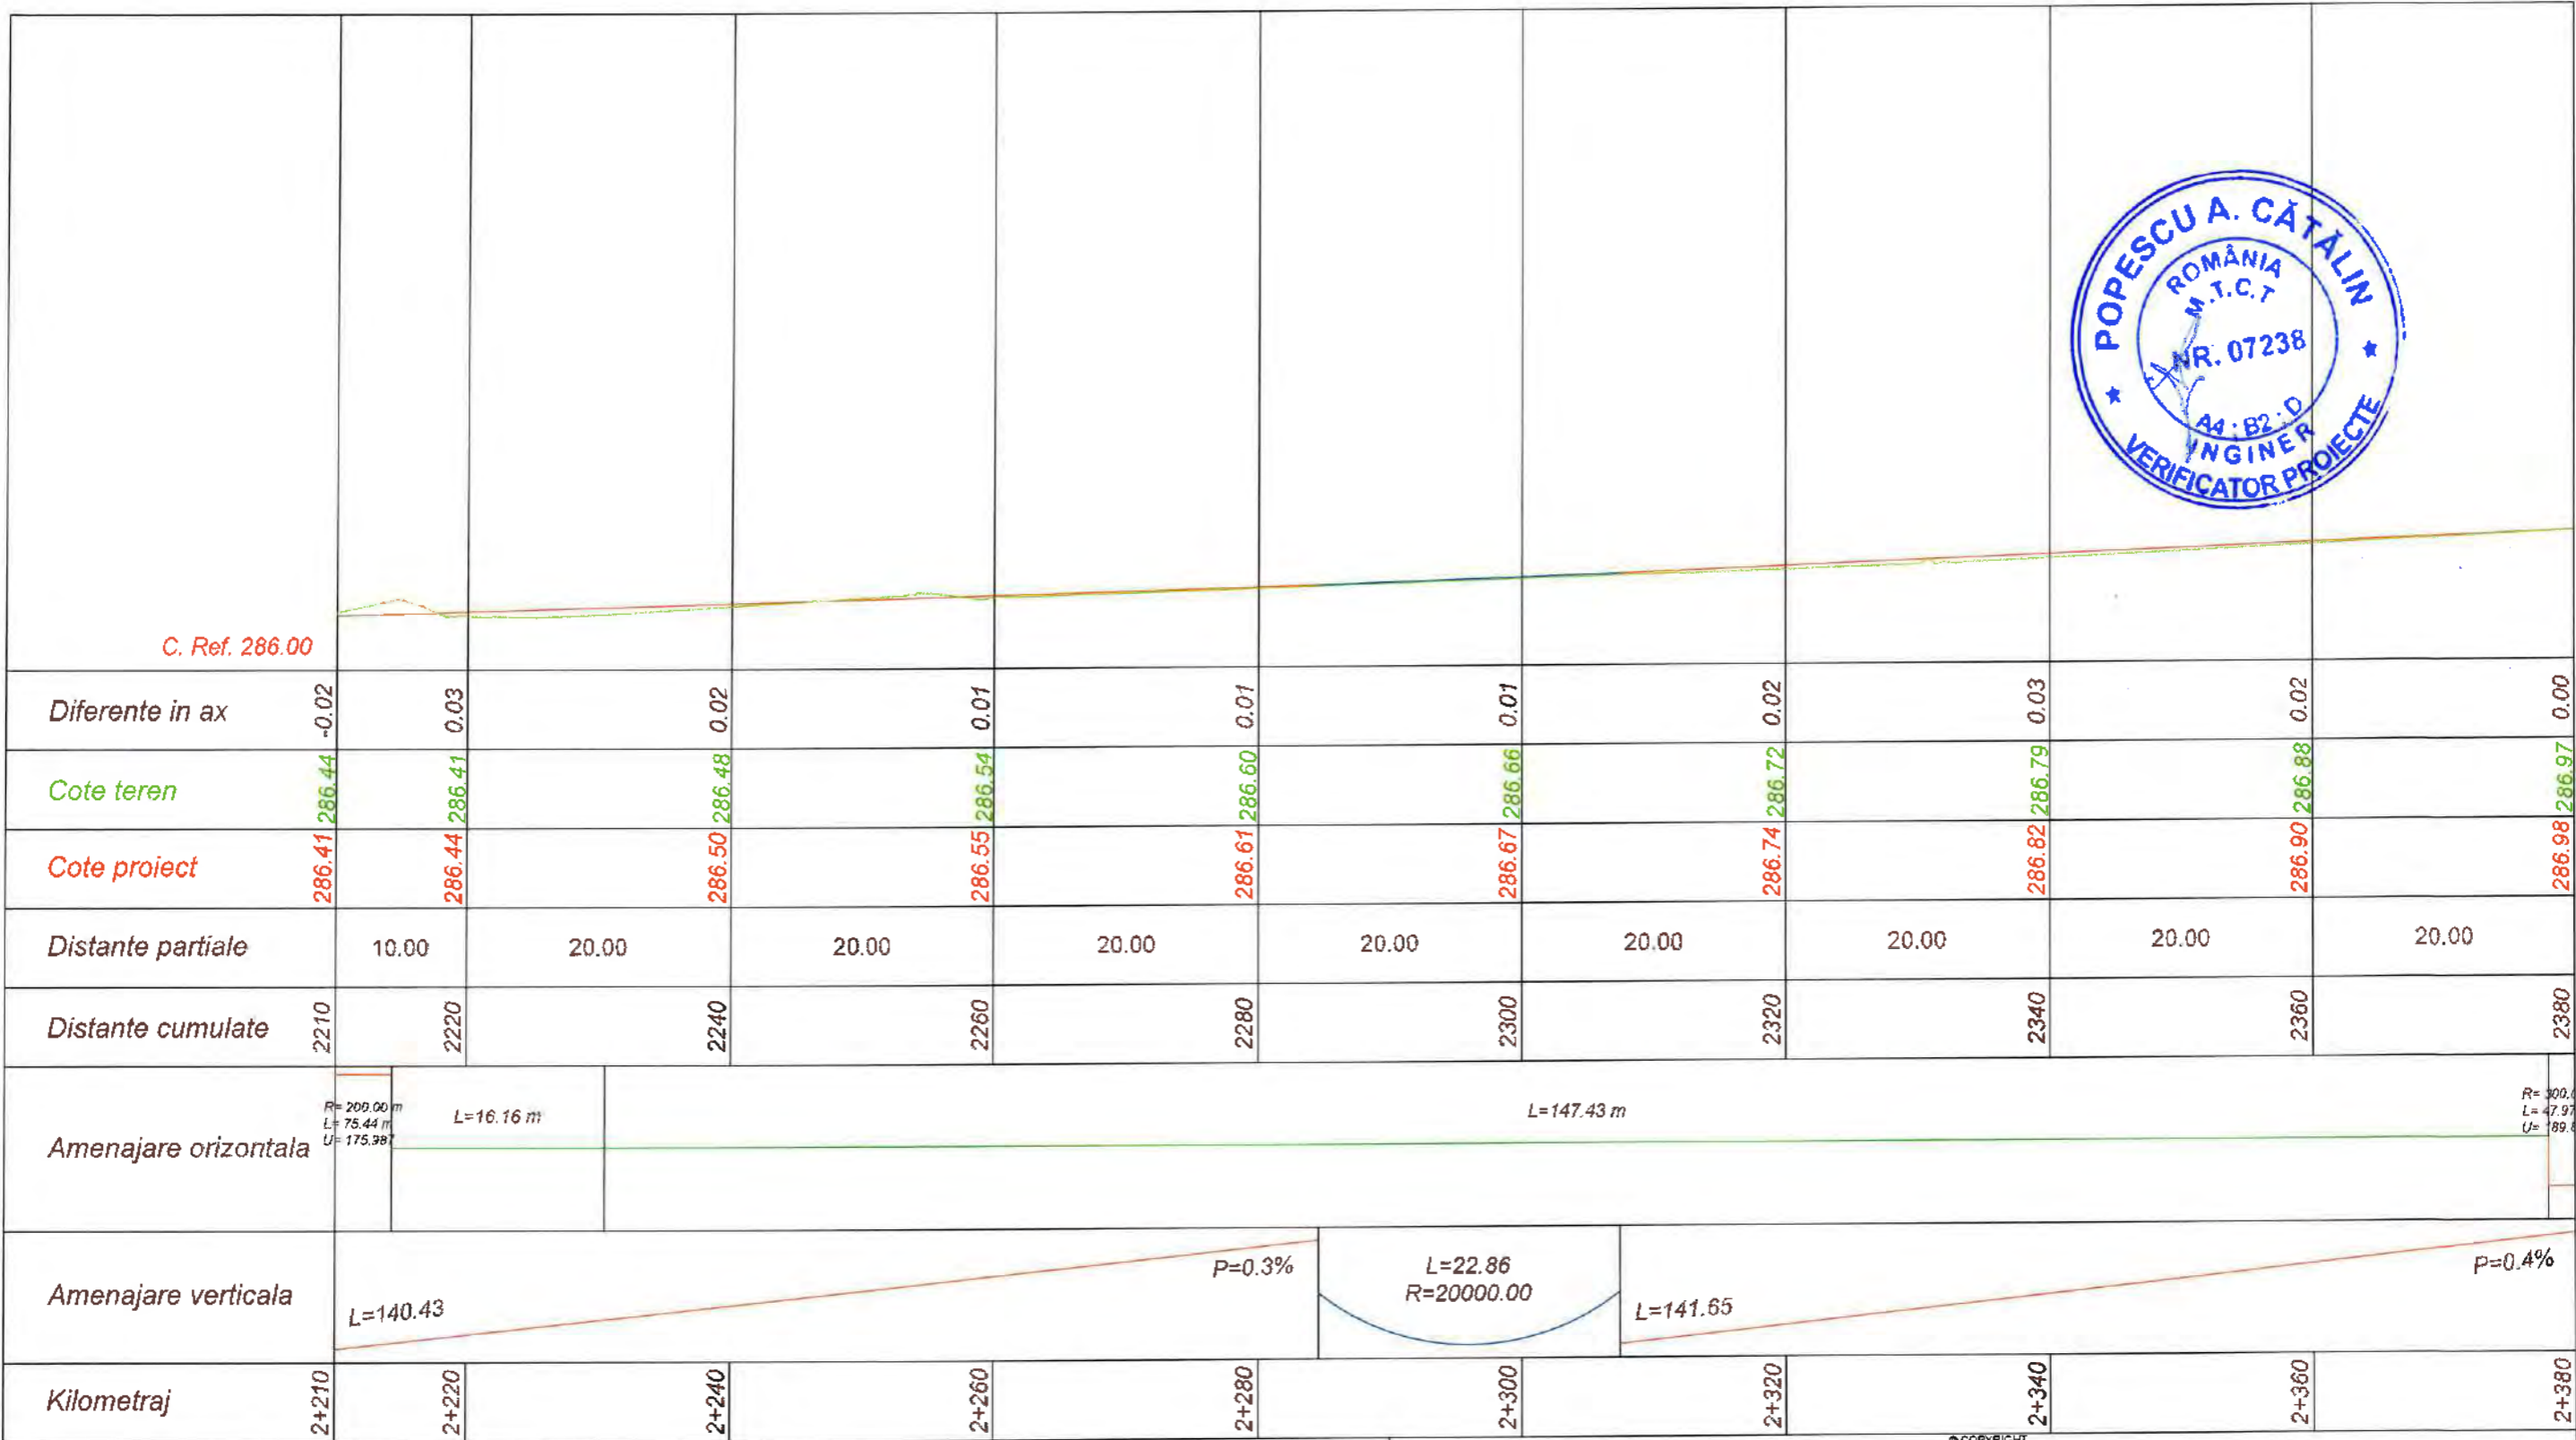 POPESCU A. CĂTĂLIN
ROMÂNIA
M.T.C.T
NR. 07238
A4 : B2 : D
INGINER
VERIFICATOR PROIECTE
C. Ref. 286.00
Diferente in ax -0.02 0.03 0.02 0.01 0.01 0.01 0.02 0.03 0.02 0.00
Cote teren 286.44 286.41 286.48 286.54 286.60 286.66 286.72 286.79 286.88 286.97
Cote proiect 286.41 286.44 286.50 286.55 286.61 286.67 286.74 286.82 286.90 286.98
Distante partiale 10.00 20.00 20.00 20.00 20.00 20.00 20.00 20.00 20.00
Distante cumulate 2210 2220 2240 2260 2280 2300 2320 2340 2360 2380
Amenajare orizontala
R= 200.00 m
L= 75.44 m
U= 175.987
L=16.16 m
L=147.43 m
R= 300.
L= 47.97
U= 189.
Amenajare verticala
L=140.43
P=0.3%
L=22.86
R=20000.00
L=141.65
P=0.4%
Kilometraj 2+210 2+220 2+240 2+260 2+280 2+300 2+320 2+340 2+360 2+380
© COPYRIGHT